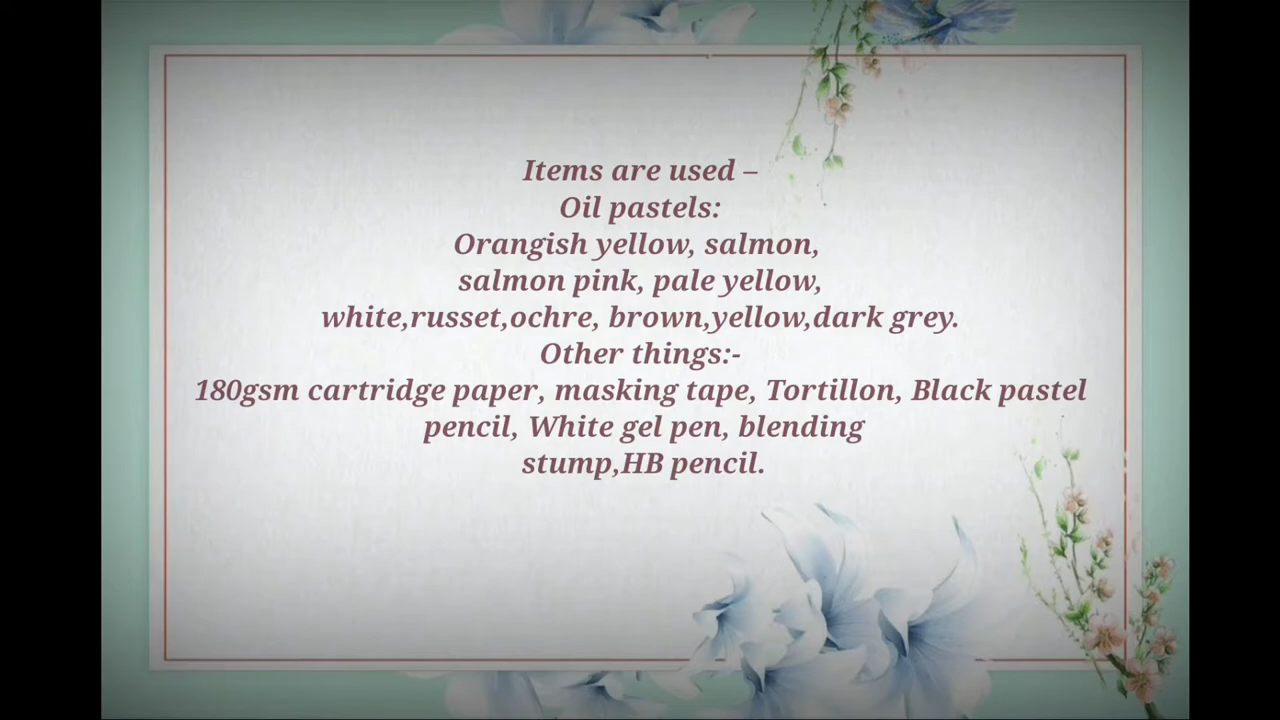 Items are used –
Oil pastels:
Orangish yellow, salmon,
salmon pink, pale yellow,
white,russet,ochre, brown,yellow,dark grey.
Other things:-
180gsm cartridge paper, masking tape, Tortillon, Black pastel
pencil, White gel pen, blending
stump,HB pencil.